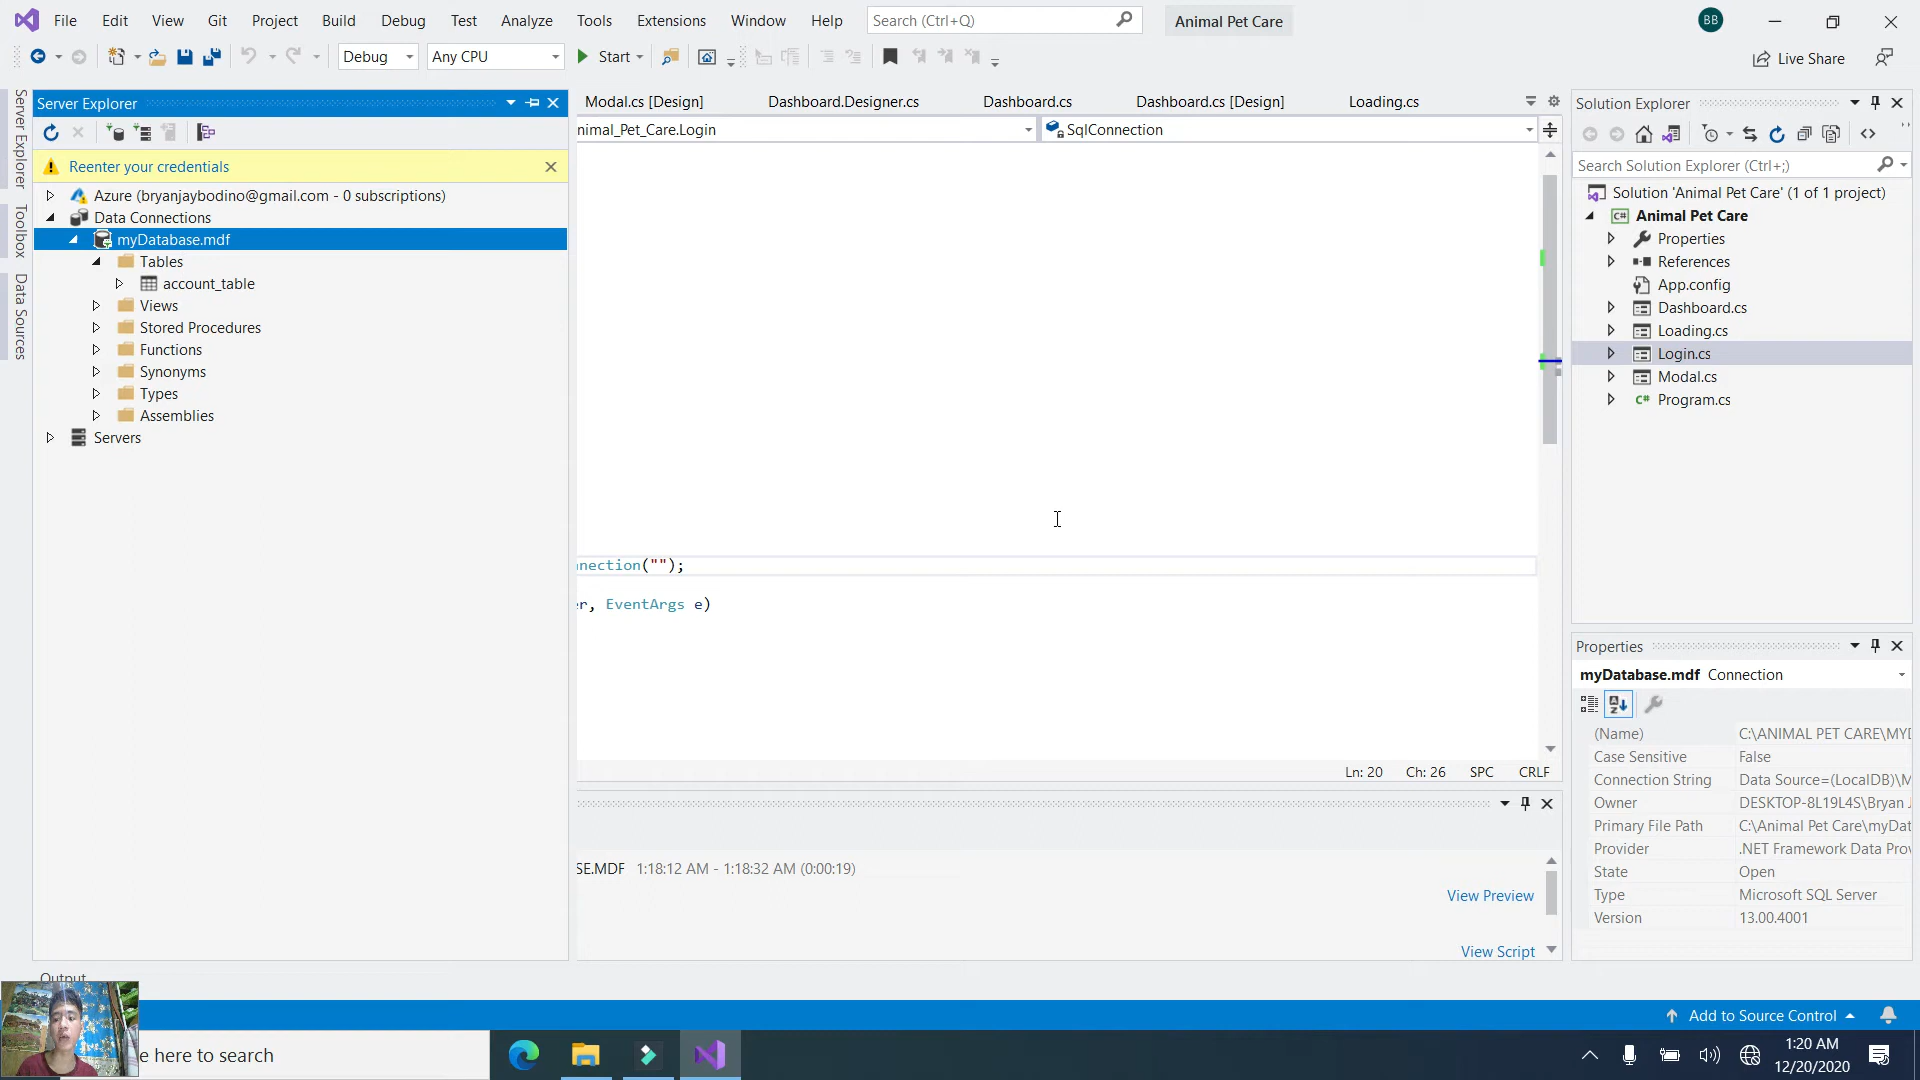 File Edit View Git Project Build Debug Test Analyze Tools Extensions Window Help Search (Ctrl+Q) Animal Pet Care BB
Debug Any CPU Start Live Share
Server Explorer
Toolbox
Data Sources
Server Explorer
Reenter your credentials
Azure (bryanjaybodino@gmail.com - 0 subscriptions)
Data Connections
myDatabase.mdf
Tables
account_table
Views
Stored Procedures
Functions
Synonyms
Types
Assemblies
Servers
Modal.cs [Design] Dashboard.Designer.cs Dashboard.cs Dashboard.cs [Design] Loading.cs
nimal_Pet_Care.Login SqlConnection
nnection("");
er, EventArgs e)
Ln: 20 Ch: 26 SPC CRLF
SE.MDF 1:18:12 AM - 1:18:32 AM (0:00:19)
View Preview
View Script
Solution Explorer
Search Solution Explorer (Ctrl+;)
Solution 'Animal Pet Care' (1 of 1 project)
C# Animal Pet Care
Properties
References
App.config
Dashboard.cs
Loading.cs
Login.cs
Modal.cs
C# Program.cs
Properties
myDatabase.mdf Connection
(Name) C:\ANIMAL PET CARE\MYD
Case Sensitive False
Connection String Data Source=(LocalDB)\M
Owner DESKTOP-8L19L4S\Bryan J
Primary File Path C:\Animal Pet Care\myDat
Provider .NET Framework Data Prov
State Open
Type Microsoft SQL Server
Version 13.00.4001
Output
Add to Source Control
e here to search
1:20 AM
12/20/2020